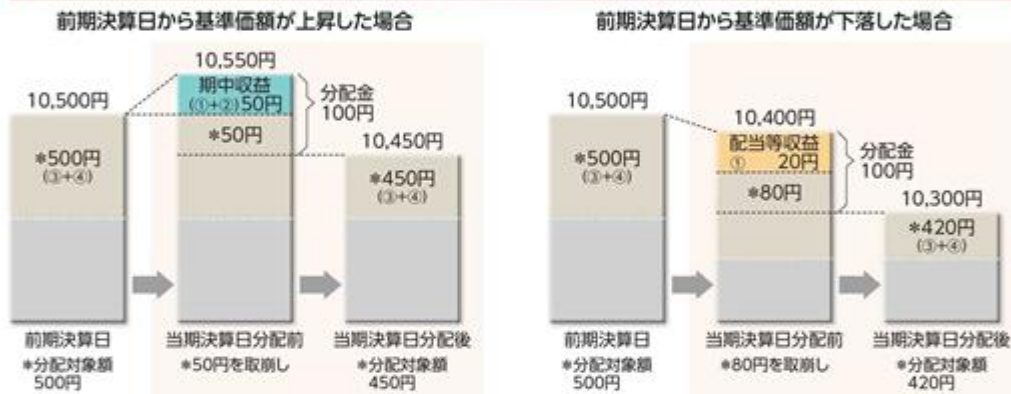 前期決算日から基準価額が上昇した場合
10,550円
期中収益
(①+②)50円
10,500円
分配金
100円
*50円
10,450円
*500円
(③+④)
*450円
(③+④)
前期決算日
当期決算日分配前
当期決算日分配後
*分配対象額
500円
*50円を取崩し
*分配対象額
450円
前期決算日から基準価額が下落した場合
10,500円
10,400円
配当等収益
① 20円
分配金
100円
*500円
(③+④)
*80円
10,300円
*420円
(③+④)
前期決算日
当期決算日分配前
当期決算日分配後
*分配対象額
500円
*80円を取崩し
*分配対象額
420円